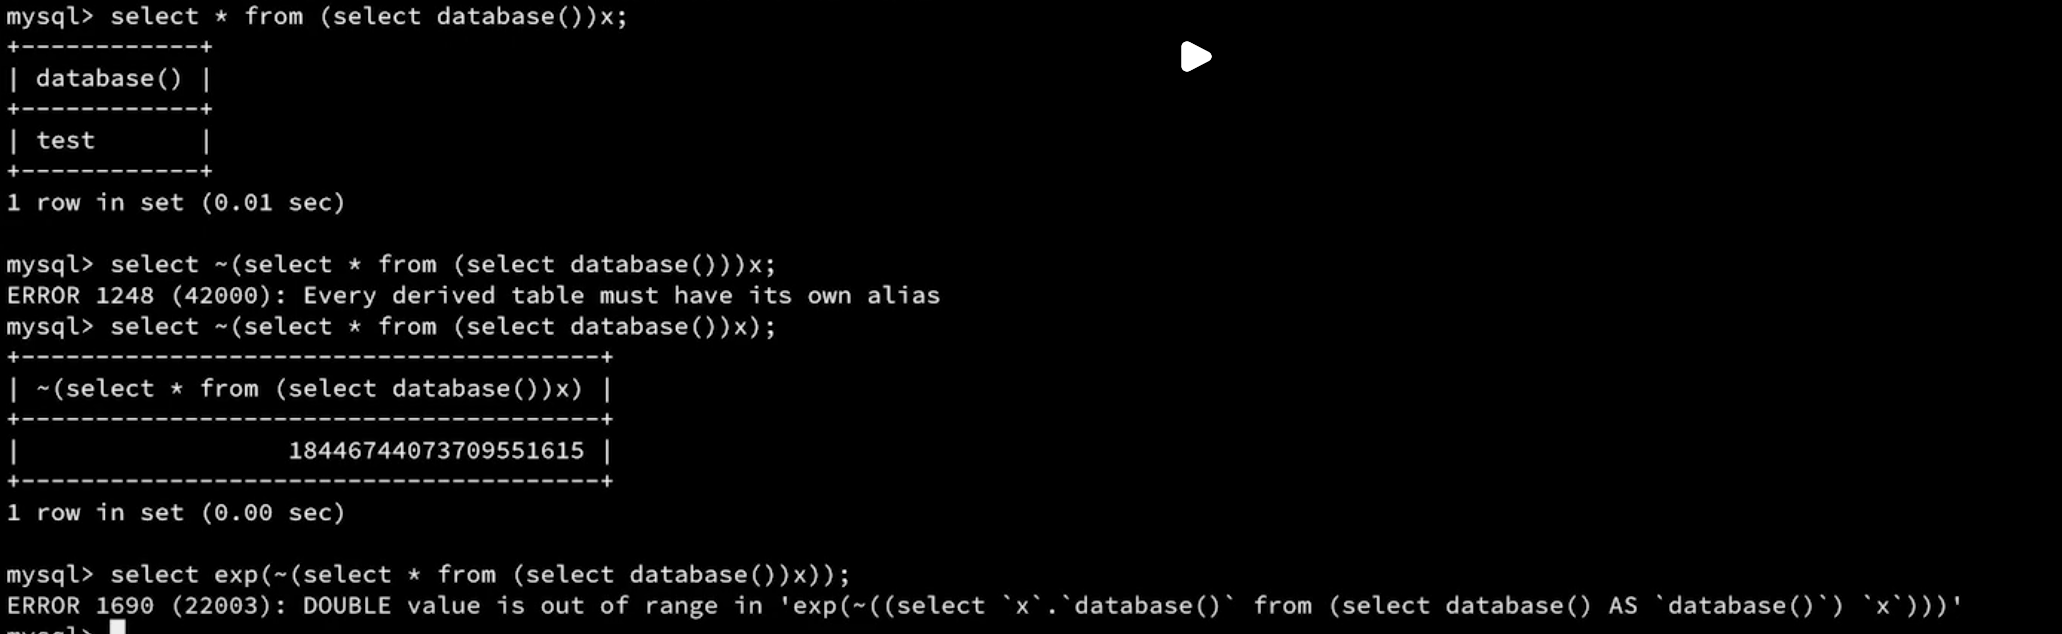 mysql> select * from (select database())x;
+------------+
| database() |
+------------+
| test       |
+------------+
1 row in set (0.01 sec)
mysql> select ~(select * from (select database()))x;
ERROR 1248 (42000): Every derived table must have its own alias
mysql> select ~(select * from (select database())x);
+---------------------------------------+
| ~(select * from (select database())x) |
+---------------------------------------+
|                  18446744073709551615 |
+---------------------------------------+
1 row in set (0.00 sec)
mysql> select exp(~(select * from (select database())x));
ERROR 1690 (22003): DOUBLE value is out of range in 'exp(~((select `x`.`database()` from (select database() AS `database()`) `x`)))'
mysql>